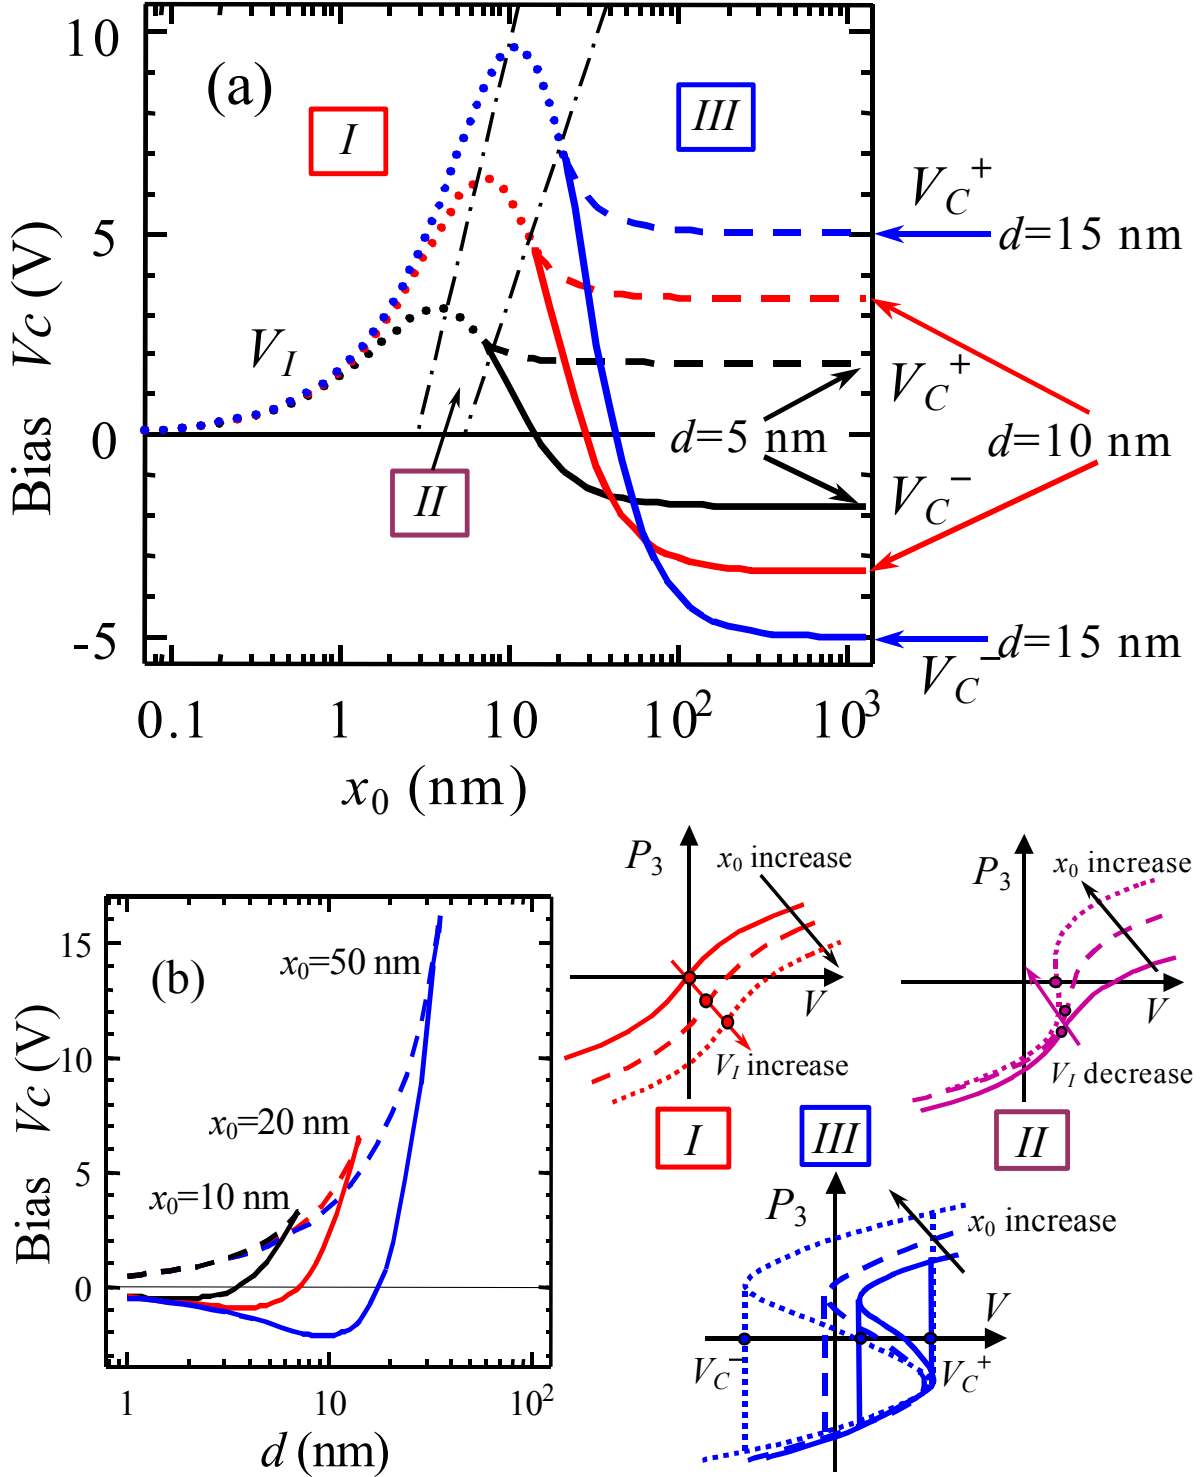 10
(a)
I
III
V_C^+
5
d=15 nm
V_I
V_C^+
0
d=5 nm
d=10 nm
II
V_C^-
-5
d=15 nm
V_C^-
Bias Vc (V)
0.1 1 10 10^2 10^3
x_0 (nm)
P_3
x_0 increase
V
V_I increase
I
P_3
x_0 increase
V
V_I decrease
II
15
(b)
x_0=50 nm
10
x_0=20 nm
5
x_0=10 nm
0
Bias Vc (V)
1 10 10^2
d (nm)
III
P_3
x_0 increase
V
V_C^-
V_C^+